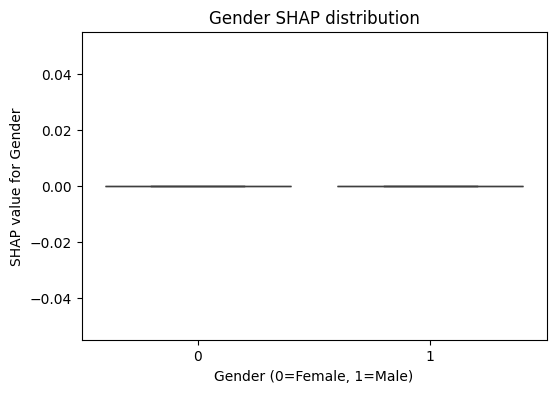 Gender SHAP distribution
SHAP value for Gender
0.04
0.02
0.00
−0.02
−0.04
0 1
Gender (0=Female, 1=Male)